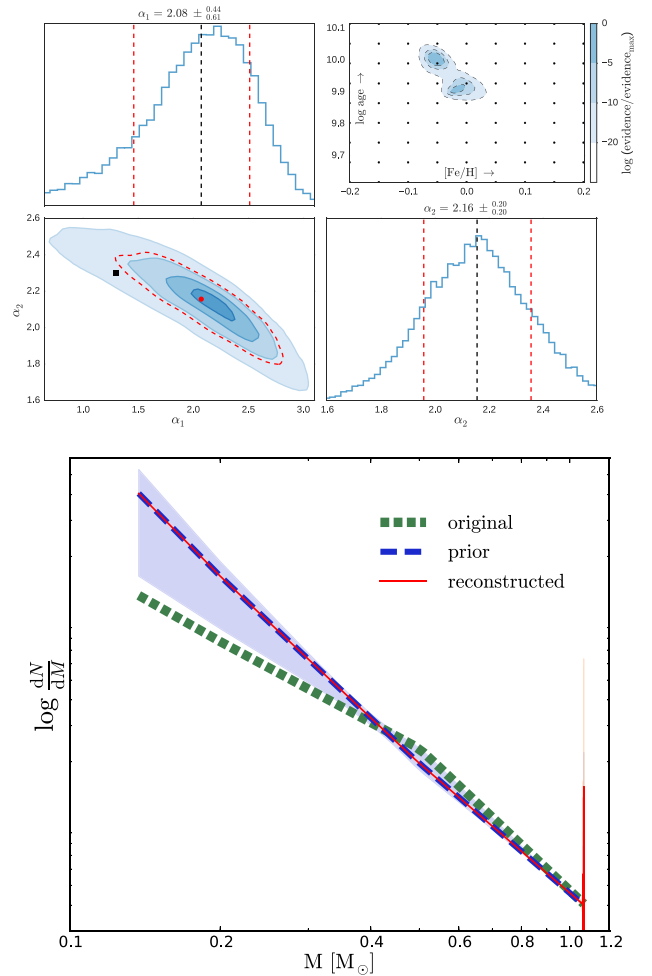 α₁ = 2.08 ± 0.44 0.61
10.1
10.0
9.9
9.8
9.7
log age →
[Fe/H] →
−0.2 −0.1 0.0 0.1 0.2
0
−5
−10
−20
log (evidence/evidence_max)
2.6
2.4
2.2
2.0
1.8
1.6
α₂
1.0 1.5 2.0 2.5 3.0
α₁
α₂ = 2.16 ± 0.20 0.20
1.6 1.8 2.0 2.2 2.4 2.6
α₂
original
prior
reconstructed
log dN/dM
0.1 0.2 0.4 0.6 0.8 1.0 1.2
M [M⊙]